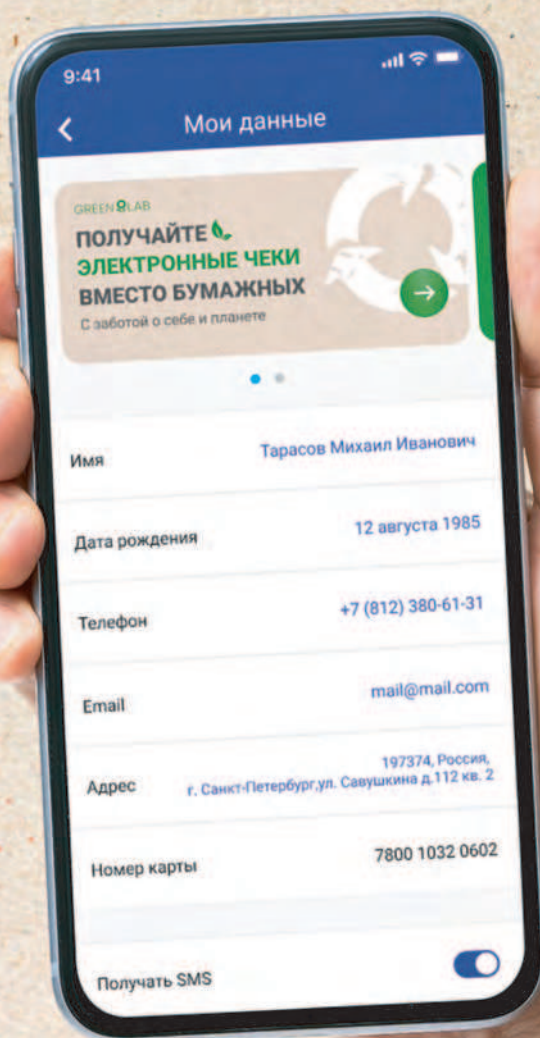 9:41
Мои данные
GREEN LAB
ПОЛУЧАЙТЕ
ЭЛЕКТРОННЫЕ ЧЕКИ
ВМЕСТО БУМАЖНЫХ
С заботой о себе и планете
Имя Тарасов Михаил Иванович
Дата рождения 12 августа 1985
Телефон +7 (812) 380-61-31
Email mail@mail.com
Адрес 197374, Россия,
г. Санкт-Петербург,ул. Савушкина д.112 кв. 2
Номер карты 7800 1032 0602
Получать SMS